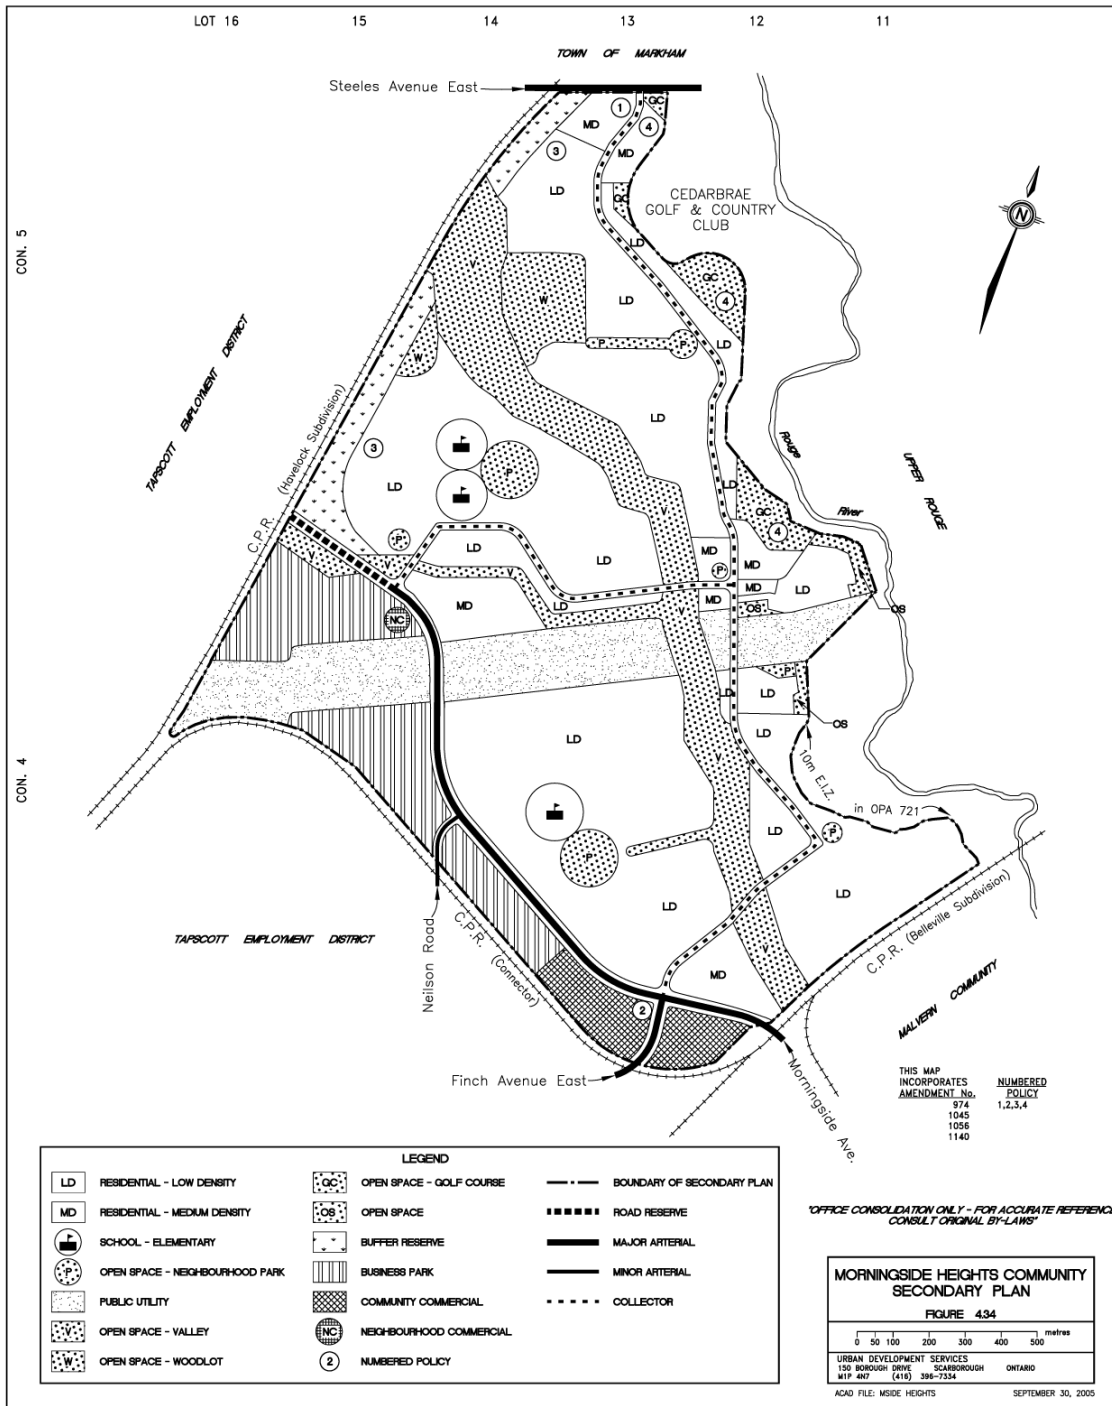 LOT 16 15 14 13 12 11
TOWN OF MARKHAM
Steeles Avenue East
GC
1
MD
4
3
MD
LD
GC
CEDARBRAE
GOLF & COUNTRY
CLUB
CON. 5
LD
V
GC
W
LD
4
TAPSCOTT EMPLOYMENT DISTRICT
P
P
LD
W
C.P.R. (Havelock Subdivision)
LD
Rouge
River
UPPER ROUGE
3
P
LD
LD
GC
V
4
P
LD
MD
MD
V
V
V
LD
P
MD
LD
MD
LD
MD
OS
OS
NC
V
P
LD
LD
OS
LD
LD
V
10m E.I.Z.
in OPA 721
CON. 4
LD
P
P
LD
LD
C.P.R. (Belleville Subdivision)
TAPSCOTT EMPLOYMENT DISTRICT
Neilson Road
C.P.R. (Connector)
V
MD
2
MALVERN COMMUNITY
Finch Avenue East
Morningside Ave.
THIS MAP
INCORPORATES NUMBERED
AMENDMENT No. POLICY
974 1,2,3,4
1045
1056
1140
LEGEND
LD RESIDENTIAL - LOW DENSITY
MD RESIDENTIAL - MEDIUM DENSITY
SCHOOL - ELEMENTARY
P OPEN SPACE - NEIGHBOURHOOD PARK
PUBLIC UTILITY
V OPEN SPACE - VALLEY
W OPEN SPACE - WOODLOT
GC OPEN SPACE - GOLF COURSE
OS OPEN SPACE
BUFFER RESERVE
BUSINESS PARK
COMMUNITY COMMERCIAL
NC NEIGHBOURHOOD COMMERCIAL
2 NUMBERED POLICY
BOUNDARY OF SECONDARY PLAN
ROAD RESERVE
MAJOR ARTERIAL
MINOR ARTERIAL
COLLECTOR
"OFFICE CONSOLIDATION ONLY - FOR ACCURATE REFERENCE
CONSULT ORIGINAL BY-LAWS"
MORNINGSIDE HEIGHTS COMMUNITY
SECONDARY PLAN
FIGURE 4.34
0 50 100 200 300 400 500 metres
URBAN DEVELOPMENT SERVICES
150 BOROUGH DRIVE SCARBOROUGH ONTARIO
M1P 4N7 (416) 396-7334
ACAD FILE: MSIDE HEIGHTS SEPTEMBER 30, 2005